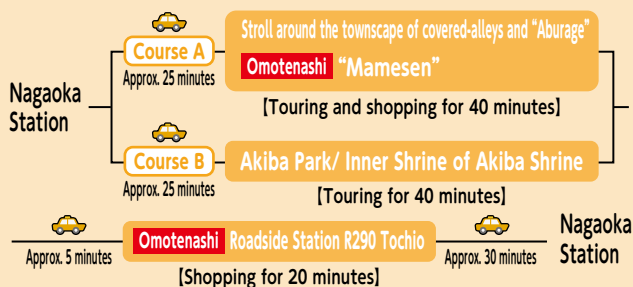 Nagaoka
Station
Course A
Approx. 25 minutes
Stroll around the townscape of covered-alleys and “Aburage”
Omotenashi “Mamesen”
【Touring and shopping for 40 minutes】
Course B
Approx. 25 minutes
Akiba Park/ Inner Shrine of Akiba Shrine
【Touring for 40 minutes】
Approx. 5 minutes
Omotenashi Roadside Station R290 Tochio
【Shopping for 20 minutes】
Approx. 30 minutes
Nagaoka
Station